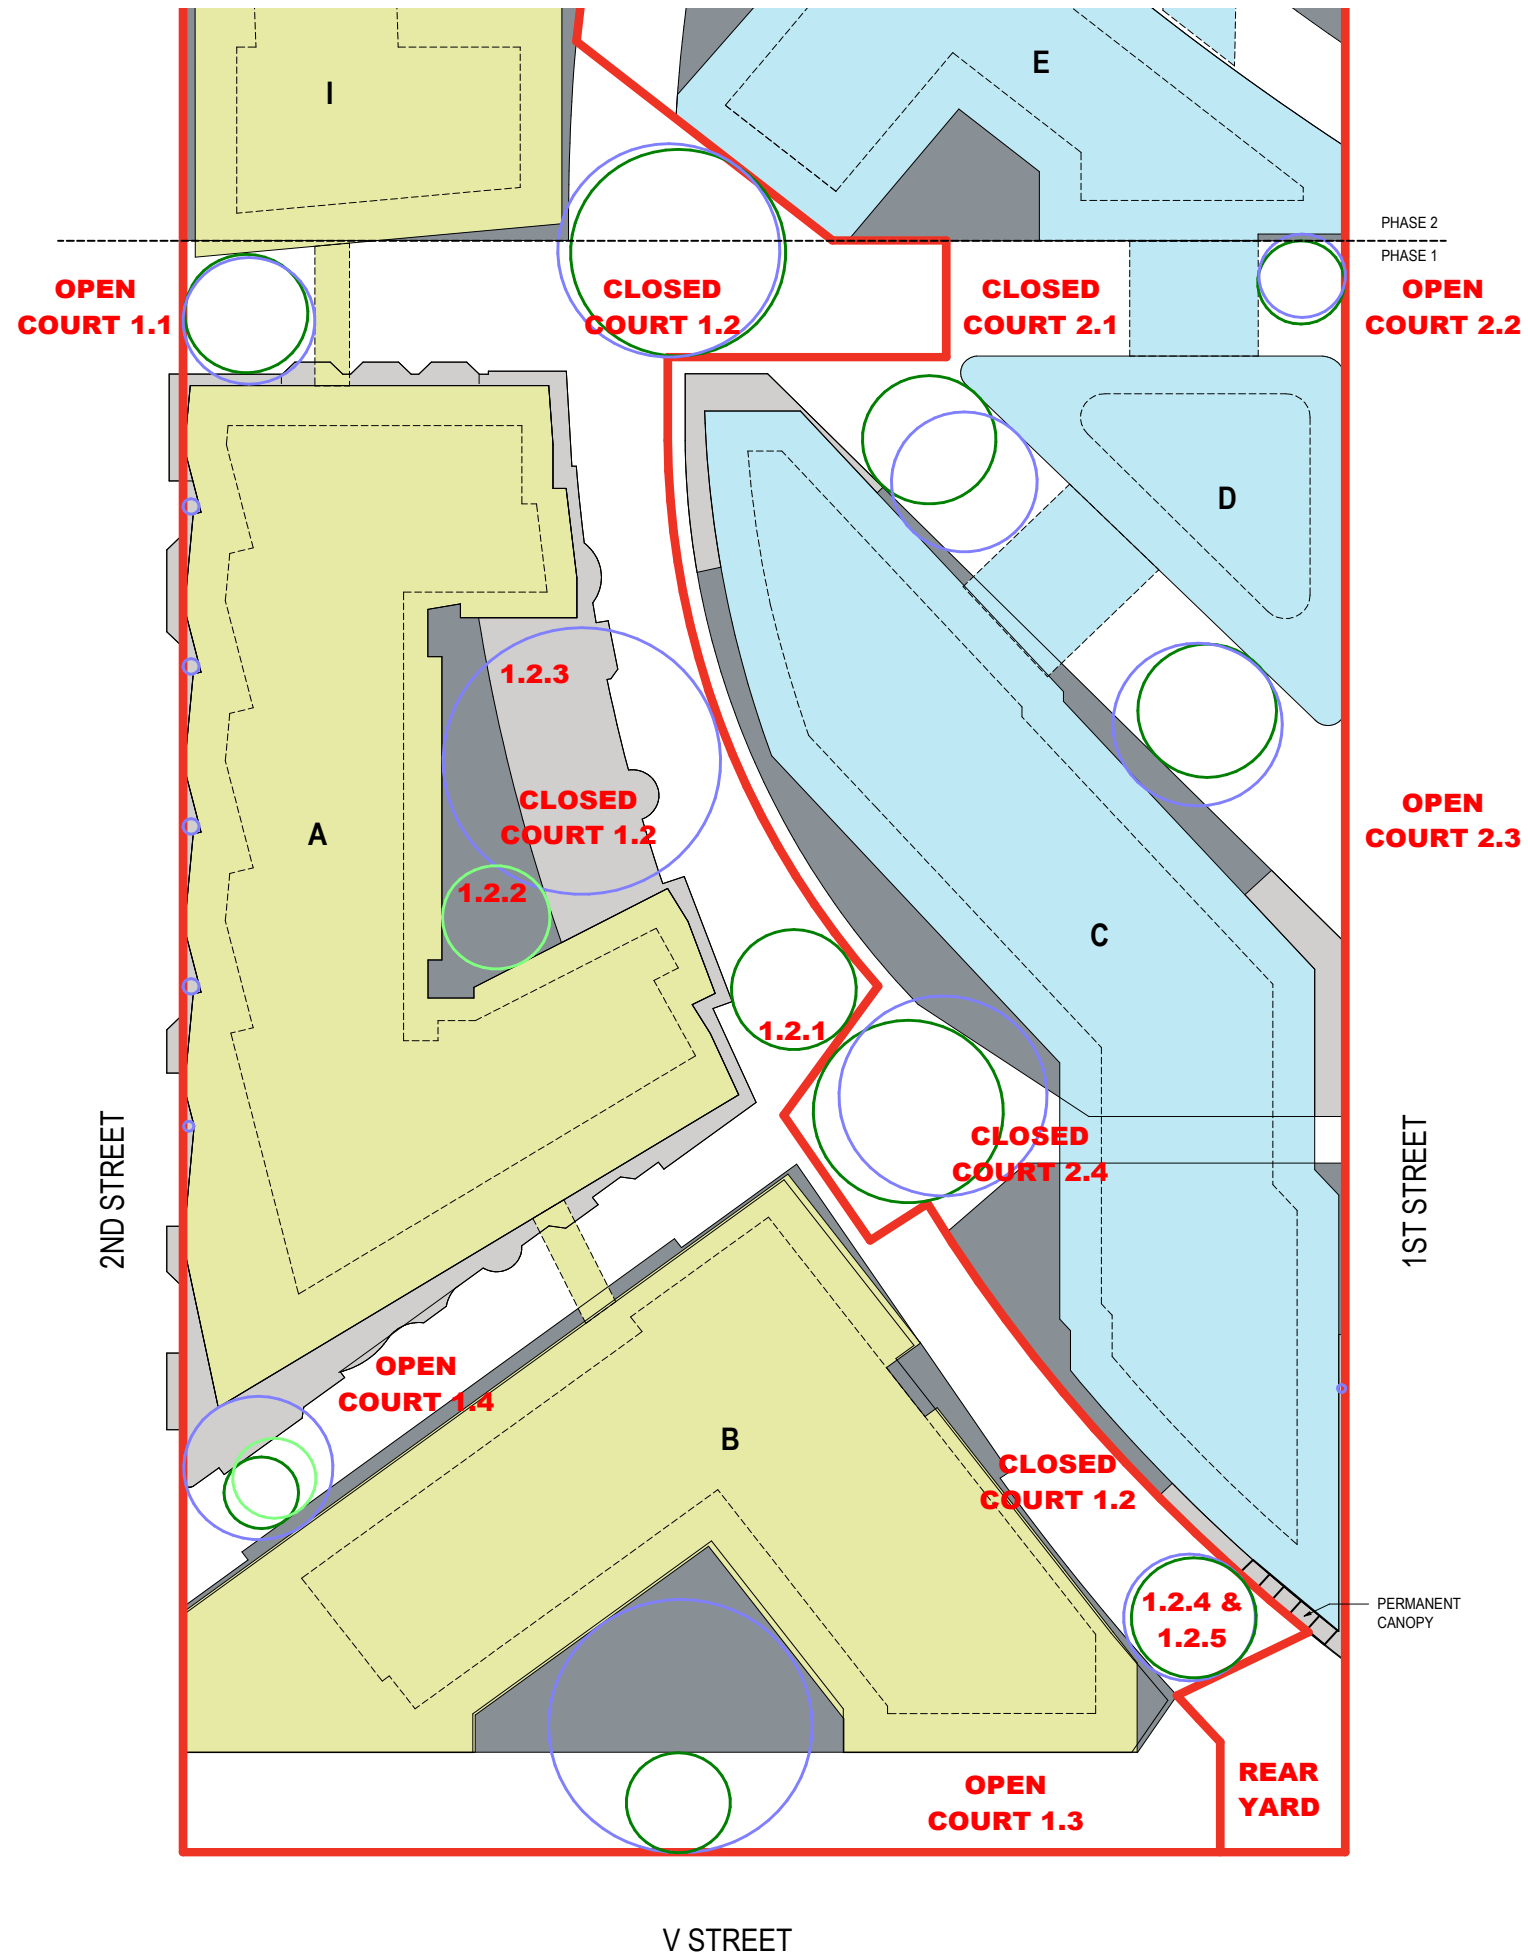 E
I
PHASE 2
PHASE 1
OPEN
COURT 1.1
CLOSED
COURT 1.2
CLOSED
COURT 2.1
OPEN
COURT 2.2
D
1.2.3
CLOSED
COURT 1.2
A
OPEN
COURT 2.3
1.2.2
C
1.2.1
CLOSED
COURT 2.4
2ND STREET
1ST STREET
OPEN
COURT 1.4
B
CLOSED
COURT 1.2
1.2.4 &
1.2.5
PERMANENT
CANOPY
OPEN
COURT 1.3
REAR
YARD
V STREET